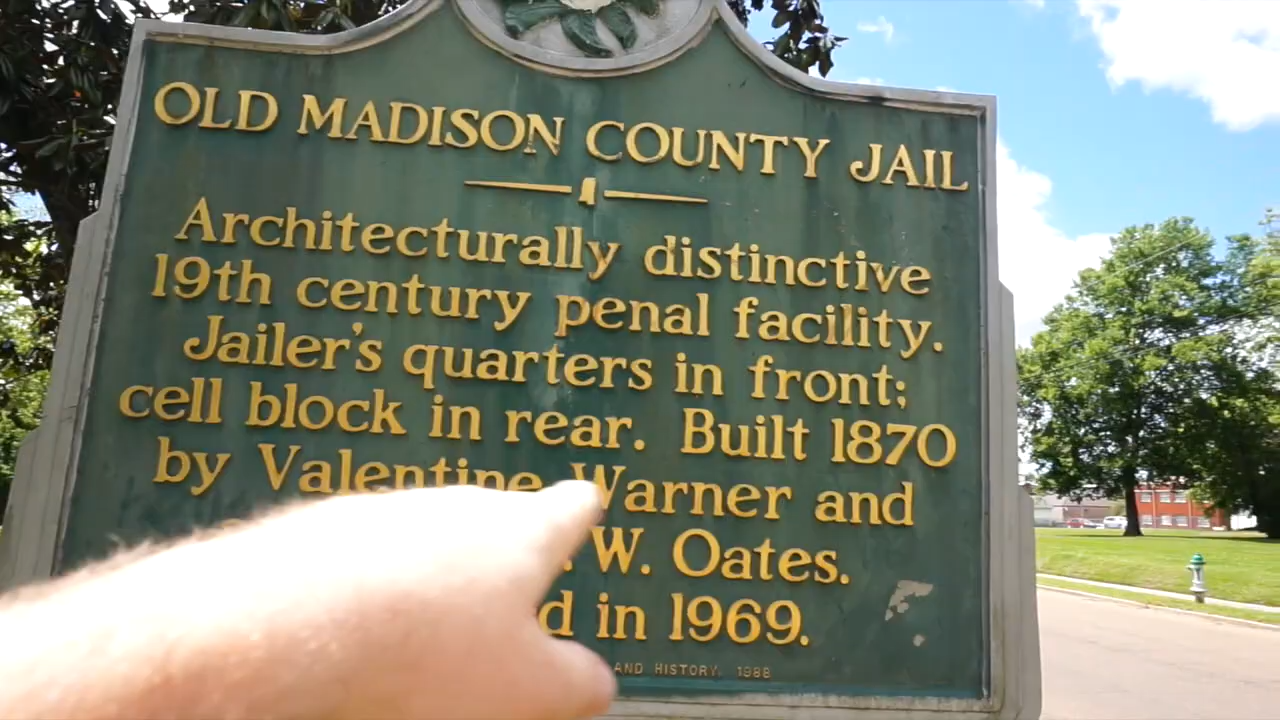 OLD MADISON COUNTY JAIL
Architecturally distinctive
19th century penal facility.
Jailer's quarters in front;
cell block in rear. Built 1870
by Valentine Warner and
W. Oates.
in 1969.
AND HISTORY, 1988